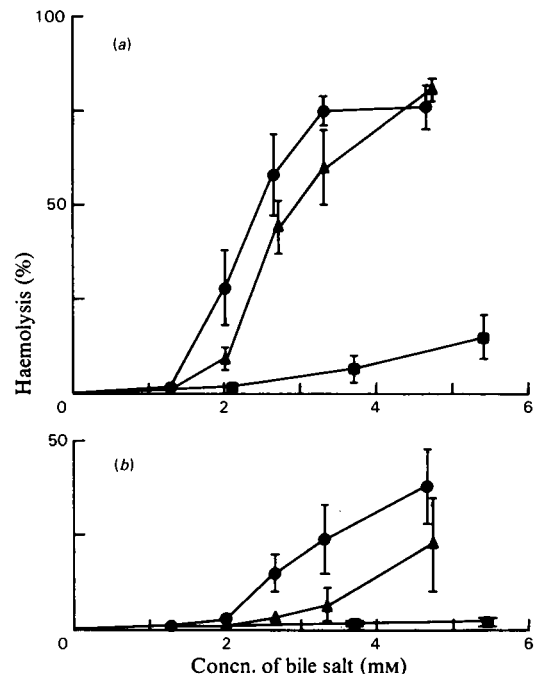 100
(a)
50
Haemolysis (%)
0 2 4 6
50
(b)
0 2 4 6
Concn. of bile salt (mM)